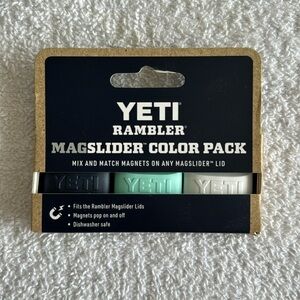 YETI
RAMBLER®
MAGSLIDER COLOR PACK
MIX AND MATCH MAGNETS ON ANY MAGSLIDER™ LID
YETI YETI YETI
• Fits the Rambler Magslider Lids
• Magnets pop on and off
• Dishwasher safe